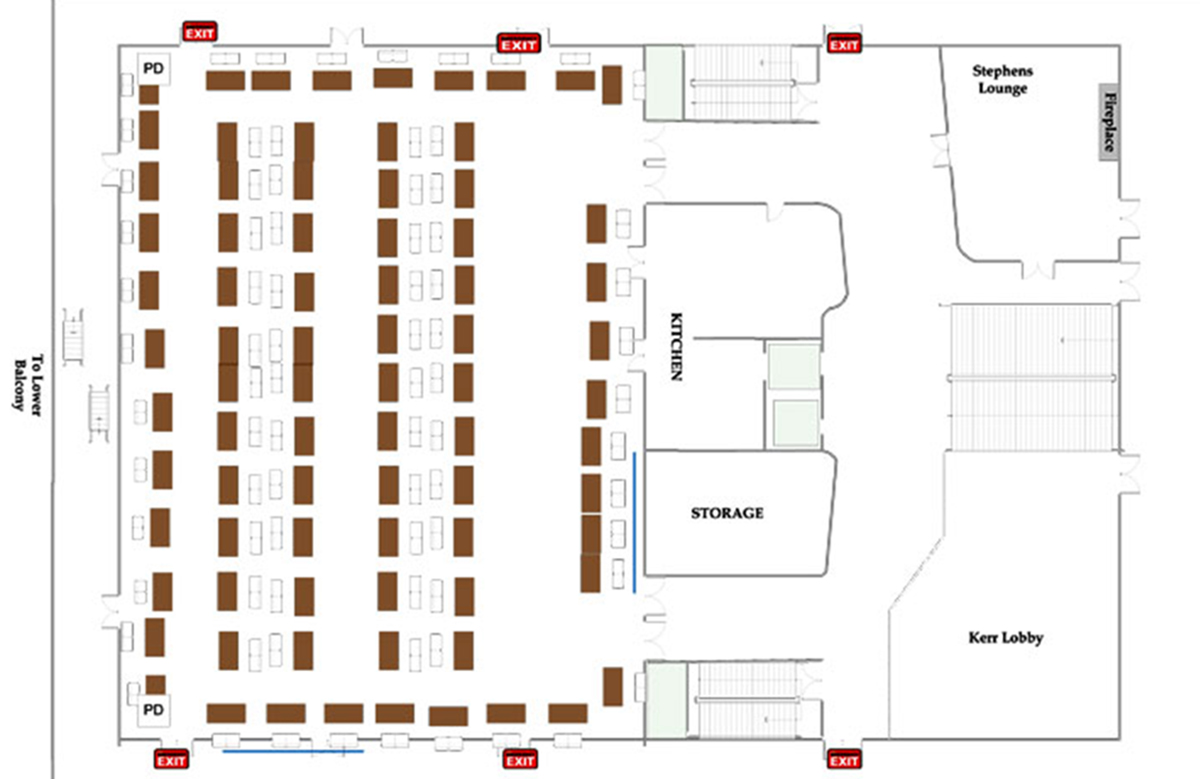 EXIT
EXIT
EXIT
PD
Stephens
Lounge
Fireplace
KITCHEN
To Lower
Balcony
STORAGE
Kerr Lobby
PD
EXIT
EXIT
EXIT